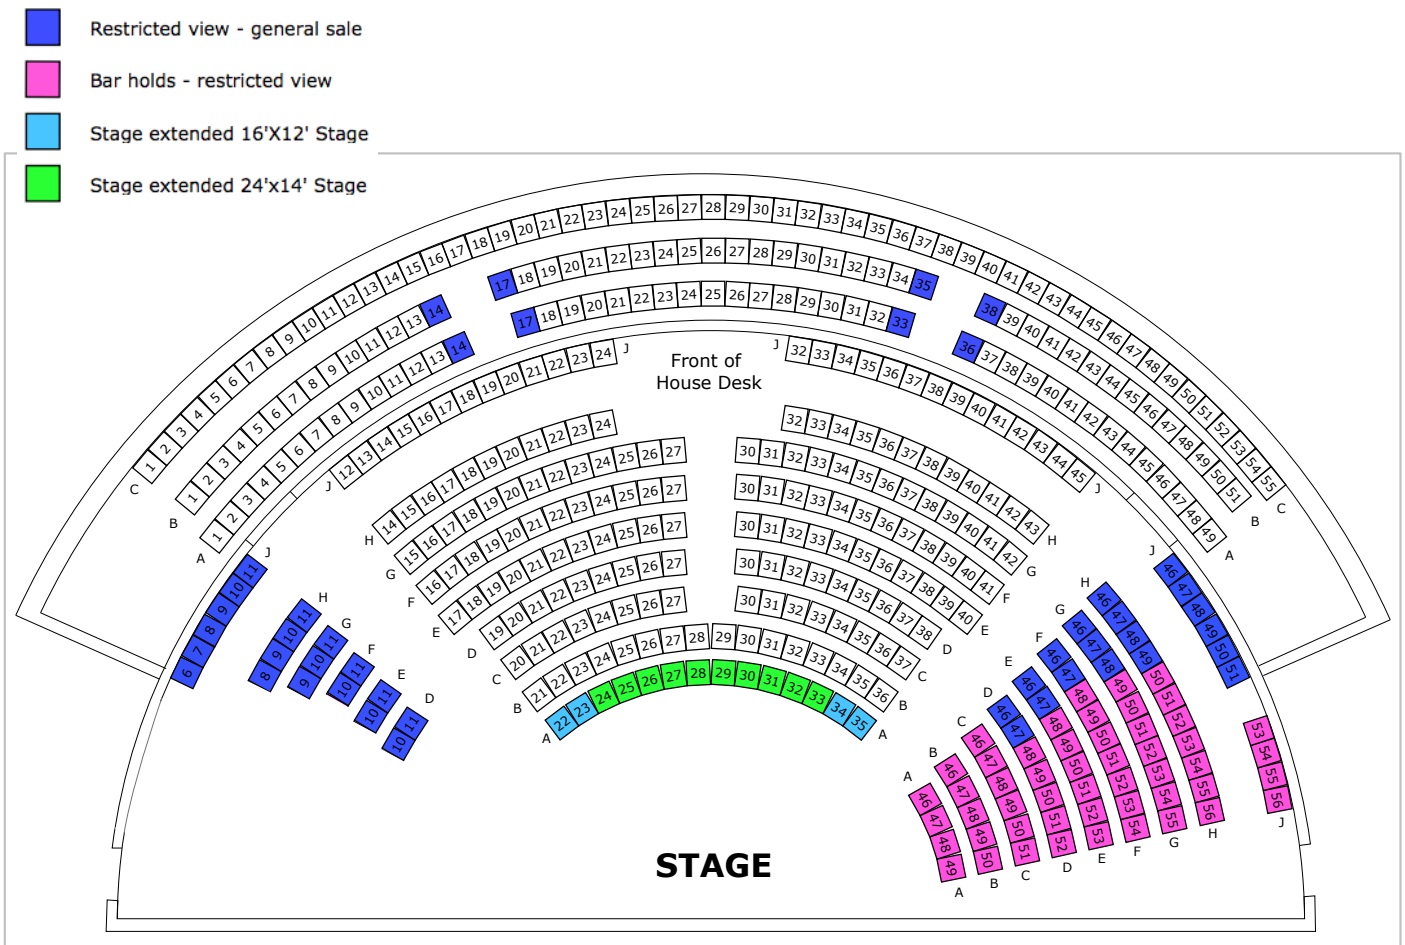 Restricted view - general sale
Bar holds - restricted view
Stage extended 16'X12' Stage
Stage extended 24'x14' Stage
C 1 2 3 4 5 6 7 8 9 10 11 12 13 14 15 16 17 18 19 20 21 22 23 24 25 26 27 28 29 30 31 32 33 34 35 36 37 38 39 40 41 42 43 44 45 46 47 48 49 50 51 52 53 54 55 C
B 1 2 3 4 5 6 7 8 9 10 11 12 13 14 17 18 19 20 21 22 23 24 25 26 27 28 29 30 31 32 33 34 35 38 39 40 41 42 43 44 45 46 47 48 49 50 51 B
A 1 2 3 4 5 6 7 8 9 10 11 12 13 14 17 18 19 20 21 22 23 24 25 26 27 28 29 30 31 32 33 36 37 38 39 40 41 42 43 44 45 46 47 48 49 A
J 12 13 14 15 16 17 18 19 20 21 22 23 24 J
Front of
House Desk
J 32 33 34 35 36 37 38 39 40 41 42 43 44 45 J
H 14 15 16 17 18 19 20 21 22 23 24
32 33 34 35 36 37 38 39 40 41 42 43 H
G 15 16 17 18 19 20 21 22 23 24 25 26 27
30 31 32 33 34 35 36 37 38 39 40 41 42 G
F 16 17 18 19 20 21 22 23 24 25 26 27
30 31 32 33 34 35 36 37 38 39 40 41 F
E 17 18 19 20 21 22 23 24 25 26 27
30 31 32 33 34 35 36 37 38 39 40 E
D 19 20 21 22 23 24 25 26 27
30 31 32 33 34 35 36 37 38 D
C 20 21 22 23 24 25 26 27
30 31 32 33 34 35 36 37 C
B 21 22 23 24 25 26 27 28 29 30 31 32 33 34 35 36 B
A 22 23 24 25 26 27 28 29 30 31 32 33 34 35 A
6 7 8 9 10 11 J
8 9 10 11 H
9 10 11 G
10 11 F
10 11 E
10 11 D
J 46 47 48 49 50 51
53 54 55 56 J
H 46 47 48 49 50 51 52 53 54 55 56 H
G 46 47 48 49 50 51 52 53 54 55 G
F 46 47 48 49 50 51 52 53 54 F
E 46 47 48 49 50 51 52 53 E
D 46 47 48 49 50 51 52 D
C 46 47 48 49 50 51 C
B 46 47 48 49 50 B
A 46 47 48 49 A
STAGE